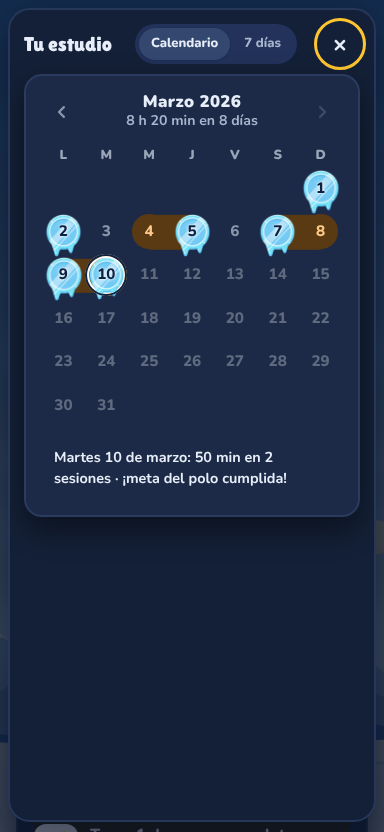 Tu estudio
Calendario
7 días
Marzo 2026
8 h 20 min en 8 días
L M M J V S D
1
2 3 4 5 6 7 8
9 10 11 12 13 14 15
16 17 18 19 20 21 22
23 24 25 26 27 28 29
30 31
Martes 10 de marzo: 50 min en 2
sesiones · ¡meta del polo cumplida!